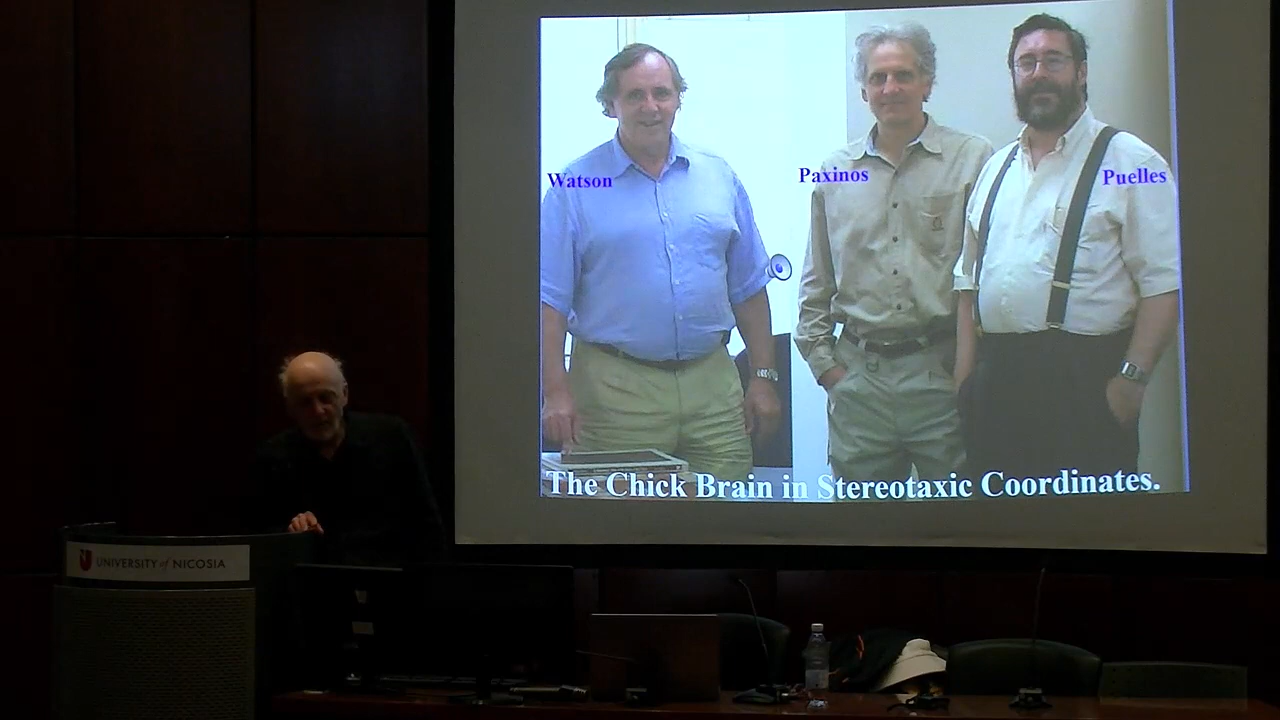 Watson
Paxinos
Puelles
The Chick Brain in Stereotaxic Coordinates.
UNIVERSITY of NICOSIA